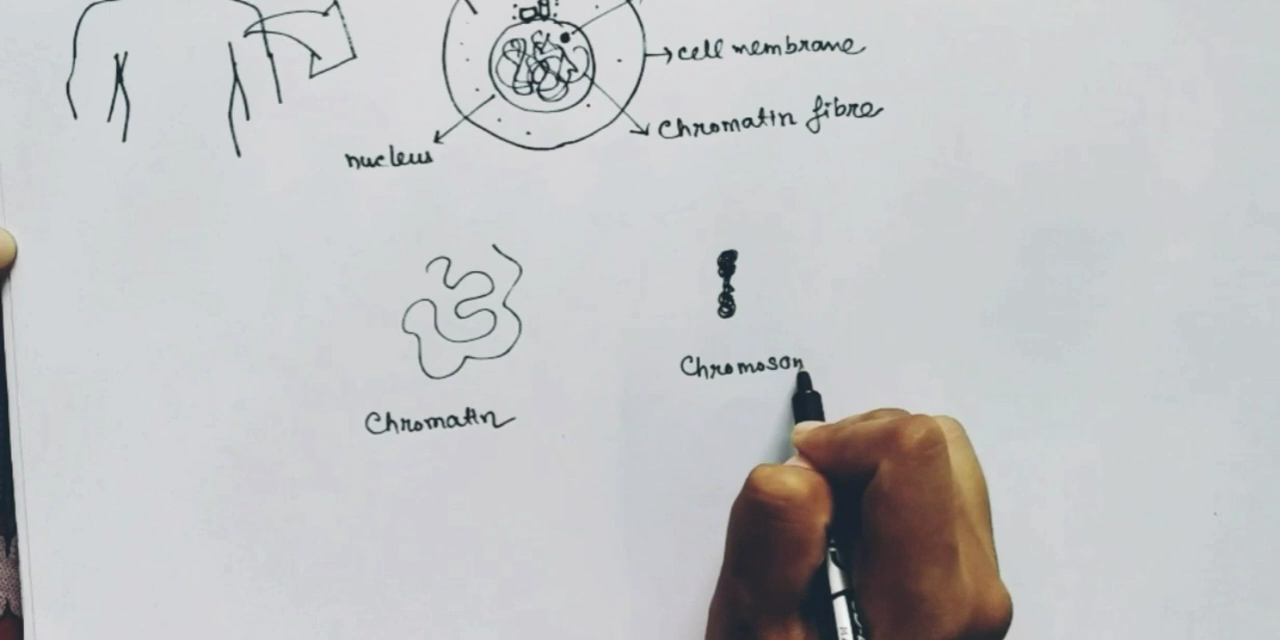 cell membrane
chromatin fibre
nucleus
Chromoson
Chromatin